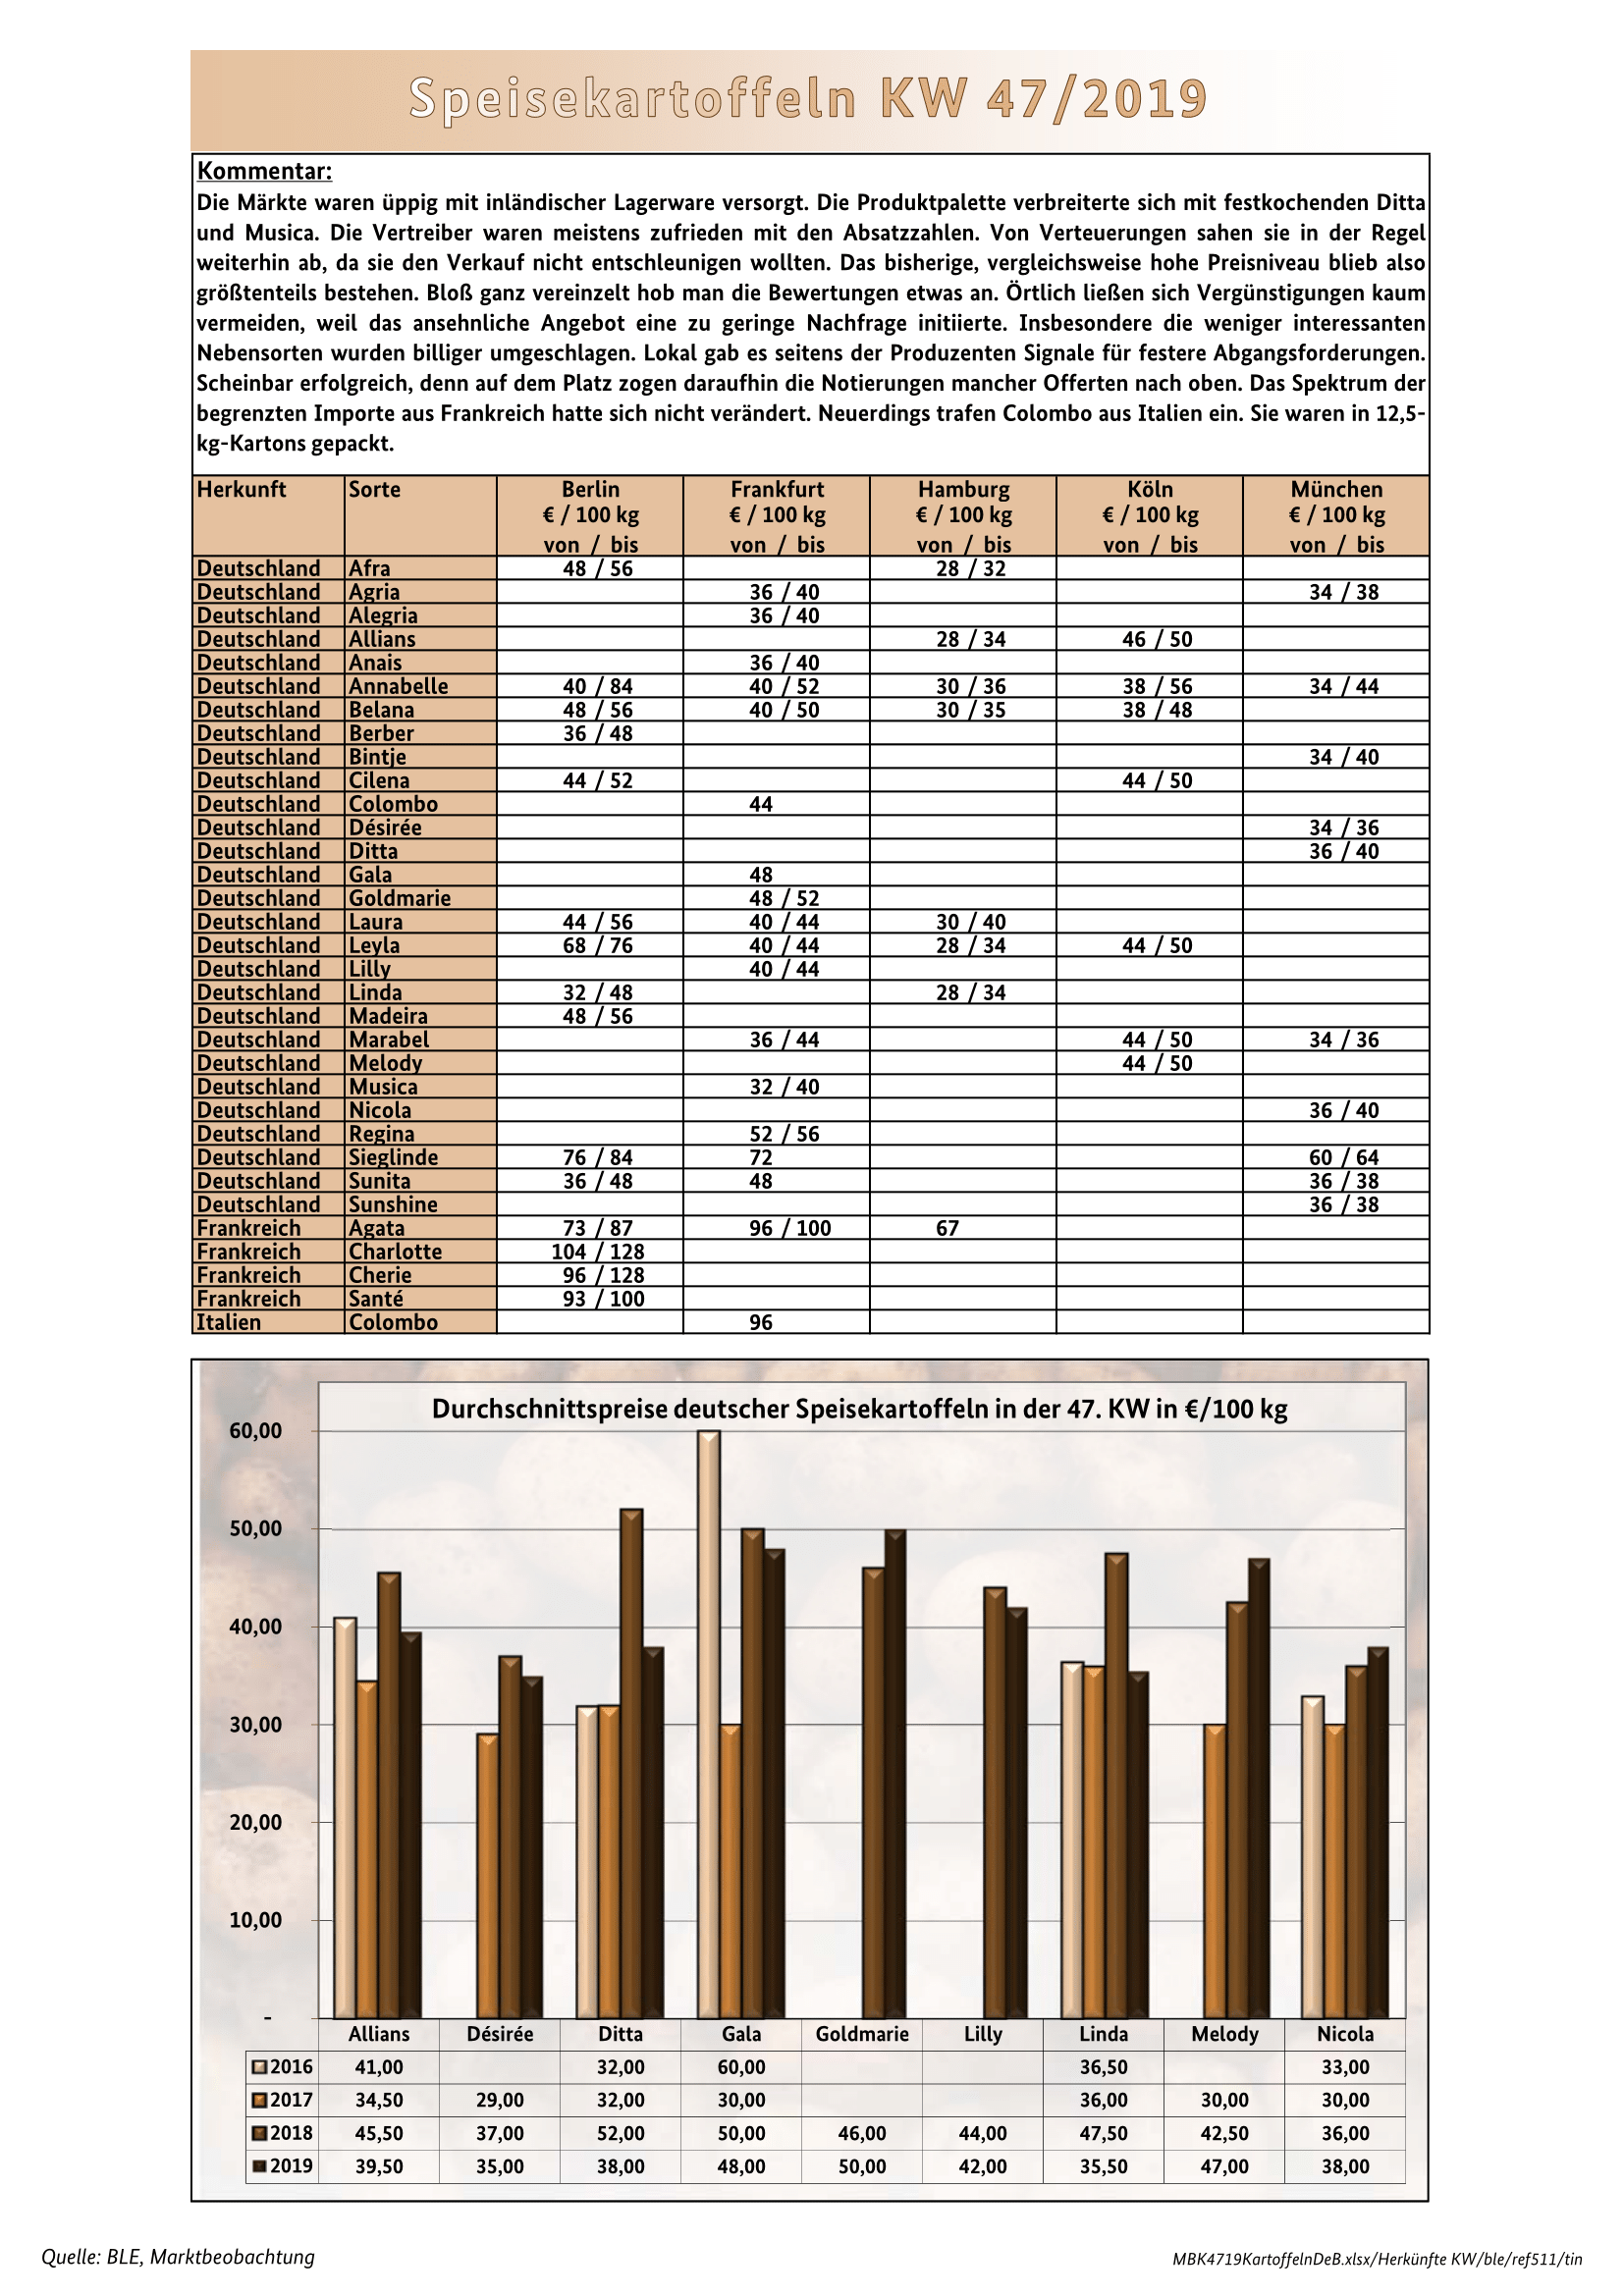 Speisekartoffeln KW 47/2019
Kommentar:
Die Märkte waren üppig mit inländischer Lagerware versorgt. Die Produktpalette verbreiterte sich mit festkochenden Ditta
und Musica. Die Vertreiber waren meistens zufrieden mit den Absatzzahlen. Von Verteuerungen sahen sie in der Regel
weiterhin ab, da sie den Verkauf nicht entschleunigen wollten. Das bisherige, vergleichsweise hohe Preisniveau blieb also
größtenteils bestehen. Bloß ganz vereinzelt hob man die Bewertungen etwas an. Örtlich ließen sich Vergünstigungen kaum
vermeiden, weil das ansehnliche Angebot eine zu geringe Nachfrage initiierte. Insbesondere die weniger interessanten
Nebensorten wurden billiger umgeschlagen. Lokal gab es seitens der Produzenten Signale für festere Abgangsforderungen.
Scheinbar erfolgreich, denn auf dem Platz zogen daraufhin die Notierungen mancher Offerten nach oben. Das Spektrum der
begrenzten Importe aus Frankreich hatte sich nicht verändert. Neuerdings trafen Colombo aus Italien ein. Sie waren in 12,5-
kg-Kartons gepackt.
Herkunft Sorte Berlin Frankfurt Hamburg Köln München
€ / 100 kg € / 100 kg € / 100 kg € / 100 kg € / 100 kg
von / bis von / bis von / bis von / bis von / bis
Deutschland Afra 48 / 56 28 / 32
Deutschland Agria 36 / 40 34 / 38
Deutschland Alegria 36 / 40
Deutschland Allians 28 / 34 46 / 50
Deutschland Anais 36 / 40
Deutschland Annabelle 40 / 84 40 / 52 30 / 36 38 / 56 34 / 44
Deutschland Belana 48 / 56 40 / 50 30 / 35 38 / 48
Deutschland Berber 36 / 48
Deutschland Bintje 34 / 40
Deutschland Cilena 44 / 52 44 / 50
Deutschland Colombo 44
Deutschland Désirée 34 / 36
Deutschland Ditta 36 / 40
Deutschland Gala 48
Deutschland Goldmarie 48 / 52
Deutschland Laura 44 / 56 40 / 44 30 / 40
Deutschland Leyla 68 / 76 40 / 44 28 / 34 44 / 50
Deutschland Lilly 40 / 44
Deutschland Linda 32 / 48 28 / 34
Deutschland Madeira 48 / 56
Deutschland Marabel 36 / 44 44 / 50 34 / 36
Deutschland Melody 44 / 50
Deutschland Musica 32 / 40
Deutschland Nicola 36 / 40
Deutschland Regina 52 / 56
Deutschland Sieglinde 76 / 84 72 60 / 64
Deutschland Sunita 36 / 48 48 36 / 38
Deutschland Sunshine 36 / 38
Frankreich Agata 73 / 87 96 / 100 67
Frankreich Charlotte 104 / 128
Frankreich Cherie 96 / 128
Frankreich Santé 93 / 100
Italien Colombo 96
Durchschnittspreise deutscher Speisekartoffeln in der 47. KW in €/100 kg
60,00
50,00
40,00
30,00
20,00
10,00
-
Allians Désirée Ditta Gala Goldmarie Lilly Linda Melody Nicola
2016 41,00 32,00 60,00 36,50 33,00
2017 34,50 29,00 32,00 30,00 36,00 30,00 30,00
2018 45,50 37,00 52,00 50,00 46,00 44,00 47,50 42,50 36,00
2019 39,50 35,00 38,00 48,00 50,00 42,00 35,50 47,00 38,00
Quelle: BLE, Marktbeobachtung
MBK4719KartoffelnDeB.xlsx/Herkünfte KW/ble/ref511/tin